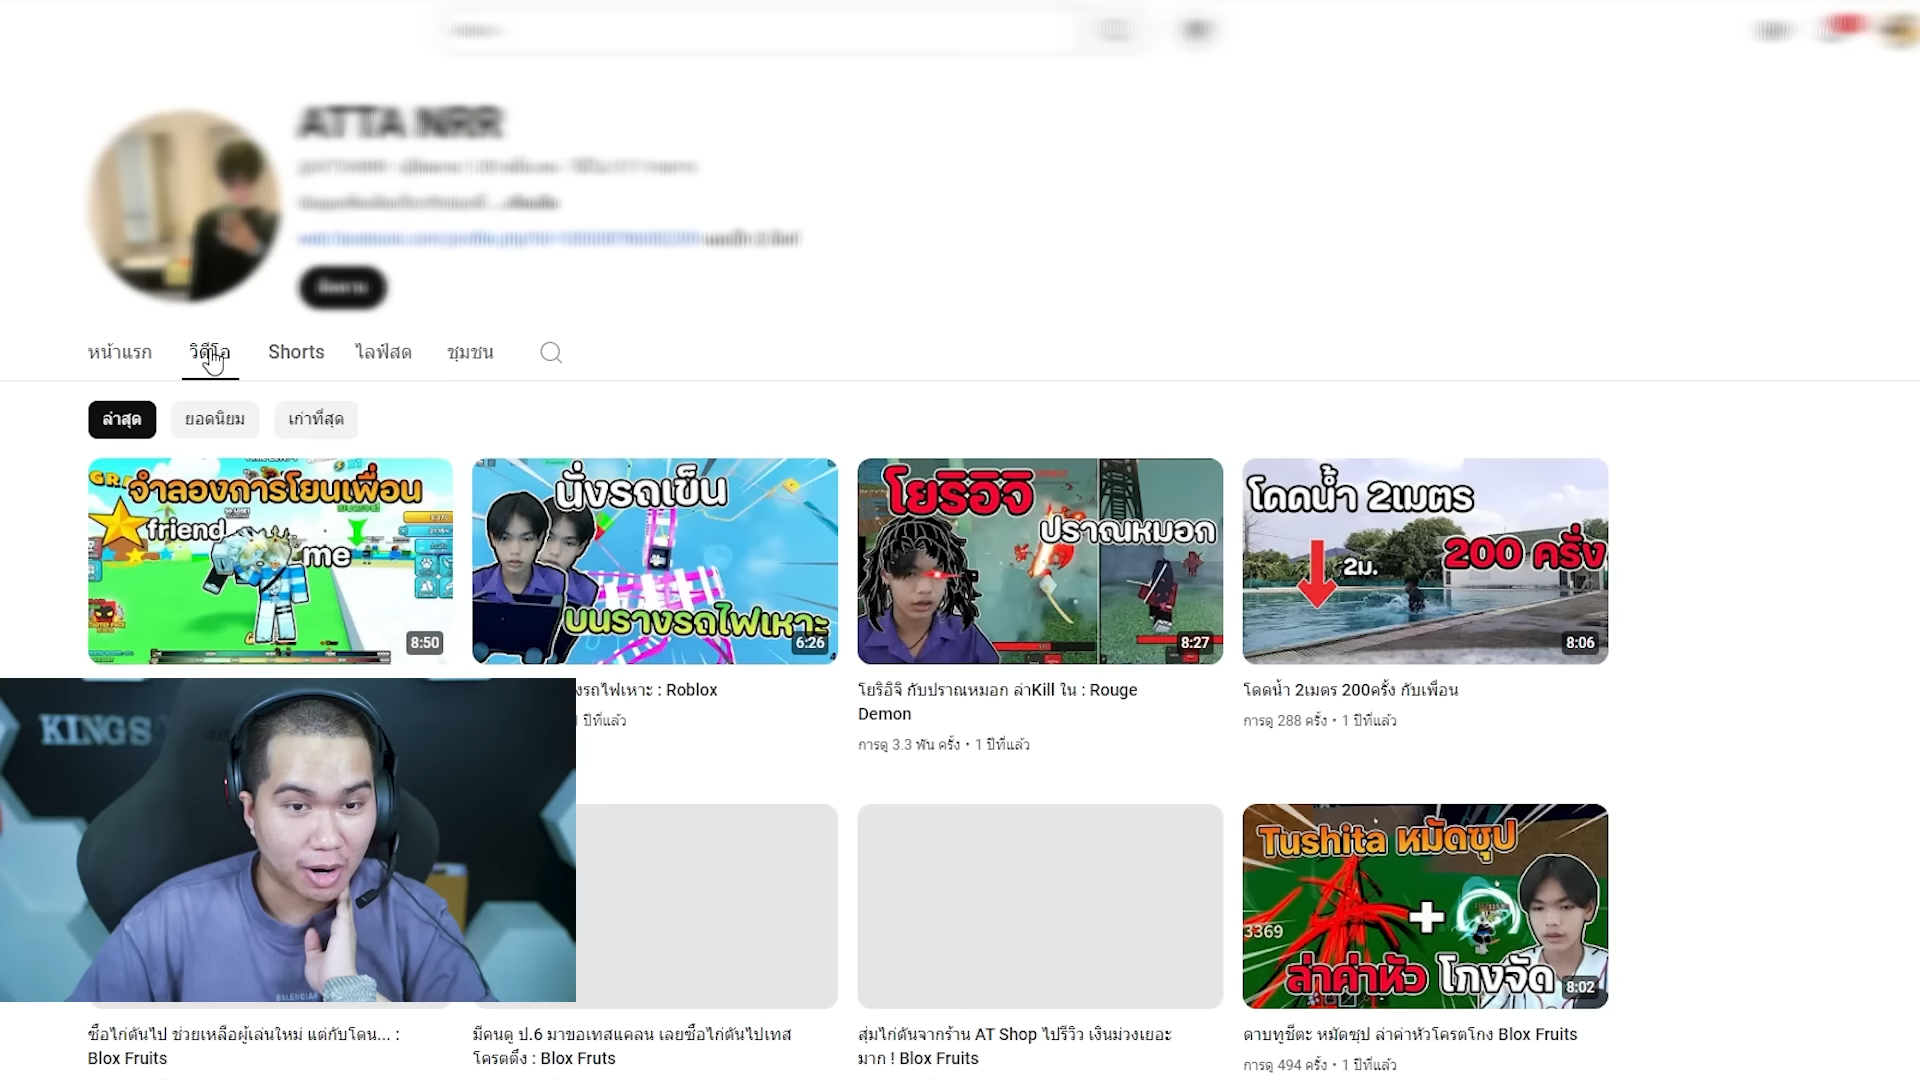 ATTA NRR
หน้าแรก
วิดีโอ
Shorts
ไลฟ์สด
ชุมชน
ล่าสุด
ยอดนิยม
เก่าที่สุด
จำลองการโยนเพื่อน
friend
me
8:50
นั่งรถเข็น
บนรางรถไฟเหาะ
6:26
โยริอิจิ
ปราณหมอก
8:27
โดดน้ำ 2เมตร
200 ครั้ง
2ม.
8:06
งรถไฟเหาะ : Roblox
1 ปีที่แล้ว
โยริอิจิ กับปราณหมอก ล่าKill ใน : Rouge
Demon
การดู 3.3 พัน ครั้ง • 1 ปีที่แล้ว
โดดน้ำ 2เมตร 200ครั้ง กับเพื่อน
การดู 288 ครั้ง • 1 ปีที่แล้ว
KINGS
Tushita หมัดซุป
+
3369
ล่าค่าหัว โกงจัด
8:02
ซื้อไก่ตันไป ช่วยเหลือผู้เล่นใหม่ แต่กับโดน... :
Blox Fruits
มีคนดู ป.6 มาขอเทสแคลน เลยซื้อไก่ตันไปเทส
โครตตึง : Blox Fruts
สุ่มไก่ตันจากร้าน AT Shop ไปรีวิว เงินม่วงเยอะ
มาก ! Blox Fruits
ดาบทูชีตะ หมัดซุป ล่าค่าหัวโครตโกง Blox Fruits
การดู 494 ครั้ง • 1 ปีที่แล้ว